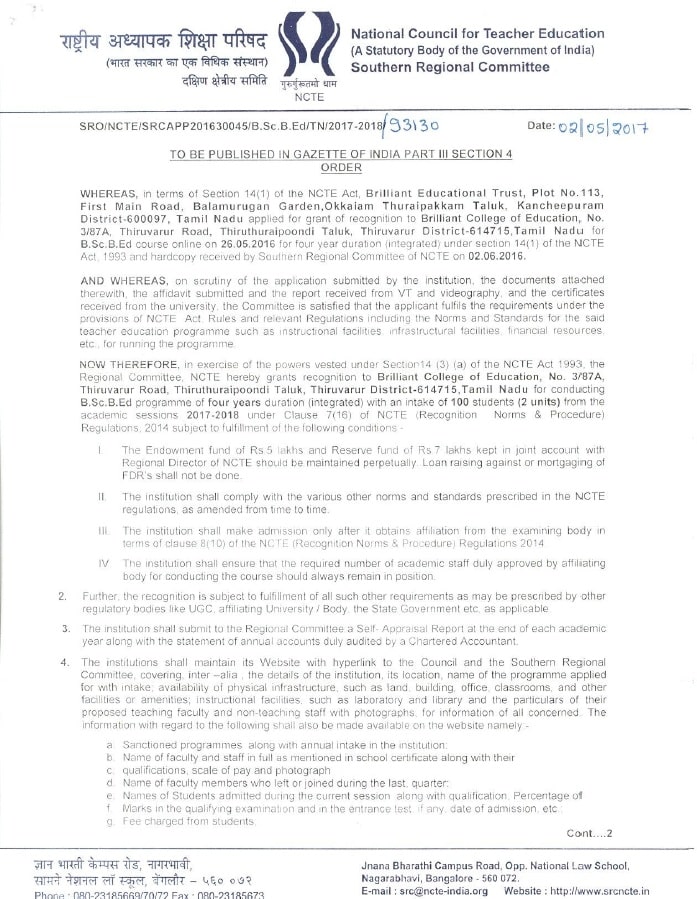 राष्ट्रीय अध्यापक शिक्षा परिषद
(भारत सरकार का एक विधिक संस्थान)
दक्षिण क्षेत्रीय समिति
गुरुर्गुरुतमो धाम
NCTE
National Council for Teacher Education
(A Statutory Body of the Government of India)
Southern Regional Committee
SRO/NCTE/SRCAPP201630045/B.Sc.B.Ed/TN/2017-2018/93130 Date: 02/05/2017
TO BE PUBLISHED IN GAZETTE OF INDIA PART III SECTION 4
ORDER
WHEREAS, in terms of Section 14(1) of the NCTE Act, Brilliant Educational Trust, Plot No.113,
First Main Road, Balamurugan Garden,Okkaiam Thuraipakkam Taluk, Kancheepuram
District-600097, Tamil Nadu applied for grant of recognition to Brilliant College of Education, No.
3/87A, Thiruvarur Road, Thiruthuraipoondi Taluk, Thiruvarur District-614715,Tamil Nadu for
B.Sc.B.Ed course online on 26.05.2016 for four year duration (integrated) under section 14(1) of the NCTE
Act, 1993 and hardcopy received by Southern Regional Committee of NCTE on 02.06.2016.
AND WHEREAS, on scrutiny of the application submitted by the institution, the documents attached
therewith, the affidavit submitted and the report received from VT and videography, and the certificates
received from the university, the Committee is satisfied that the applicant fulfils the requirements under the
provisions of NCTE Act, Rules and relevant Regulations including the Norms and Standards for the said
teacher education programme such as instructional facilities, infrastructural facilities, financial resources,
etc., for running the programme.
NOW THEREFORE, in exercise of the powers vested under Section14 (3) (a) of the NCTE Act 1993, the
Regional Committee, NCTE hereby grants recognition to Brilliant College of Education, No. 3/87A,
Thiruvarur Road, Thiruthuraipoondi Taluk, Thiruvarur District-614715,Tamil Nadu for conducting
B.Sc.B.Ed programme of four years duration (integrated) with an intake of 100 students (2 units) from the
academic sessions 2017-2018 under Clause 7(16) of NCTE (Recognition Norms & Procedure)
Regulations, 2014 subject to fulfillment of the following conditions -
I. The Endowment fund of Rs.5 lakhs and Reserve fund of Rs.7 lakhs kept in joint account with
Regional Director of NCTE should be maintained perpetually. Loan raising against or mortgaging of
FDR's shall not be done.
II. The institution shall comply with the various other norms and standards prescribed in the NCTE
regulations, as amended from time to time.
III. The institution shall make admission only after it obtains affiliation from the examining body in
terms of clause 8(10) of the NCTE (Recognition Norms & Procedure) Regulations 2014
IV. The institution shall ensure that the required number of academic staff duly approved by affiliating
body for conducting the course should always remain in position.
2. Further, the recognition is subject to fulfillment of all such other requirements as may be prescribed by other
regulatory bodies like UGC, affiliating University / Body, the State Government etc, as applicable
3. The institution shall submit to the Regional Committee a Self- Appraisal Report at the end of each academic
year along with the statement of annual accounts duly audited by a Chartered Accountant.
4. The institutions shall maintain its Website with hyperlink to the Council and the Southern Regional
Committee, covering, inter –alia , the details of the institution, its location, name of the programme applied
for with intake; availability of physical infrastructure, such as land, building, office, classrooms, and other
facilities or amenities; instructional facilities, such as laboratory and library and the particulars of their
proposed teaching faculty and non-teaching staff with photographs, for information of all concerned. The
information with regard to the following shall also be made available on the website namely:-
a. Sanctioned programmes along with annual intake in the institution:
b. Name of faculty and staff in full as mentioned in school certificate along with their
c. qualifications, scale of pay and photograph
d. Name of faculty members who left or joined during the last, quarter:
e. Names of Students admitted during the current session along with qualification, Percentage of
f. Marks in the qualifying examination and in the entrance test, if any, date of admission, etc.;
g. Fee charged from students;
Cont....2
ज्ञान भारती केम्पस रोड, नागरभावी,
सामने नेशनल लॉ स्कूल, बेंगलौर – ५६० ०७२
Phone : 080-23185669/70/72 Fax : 080-23185673
Jnana Bharathi Campus Road, Opp. National Law School,
Nagarabhavi, Bangalore - 560 072.
E-mail : src@ncte-india.org Website : http://www.srcncte.in